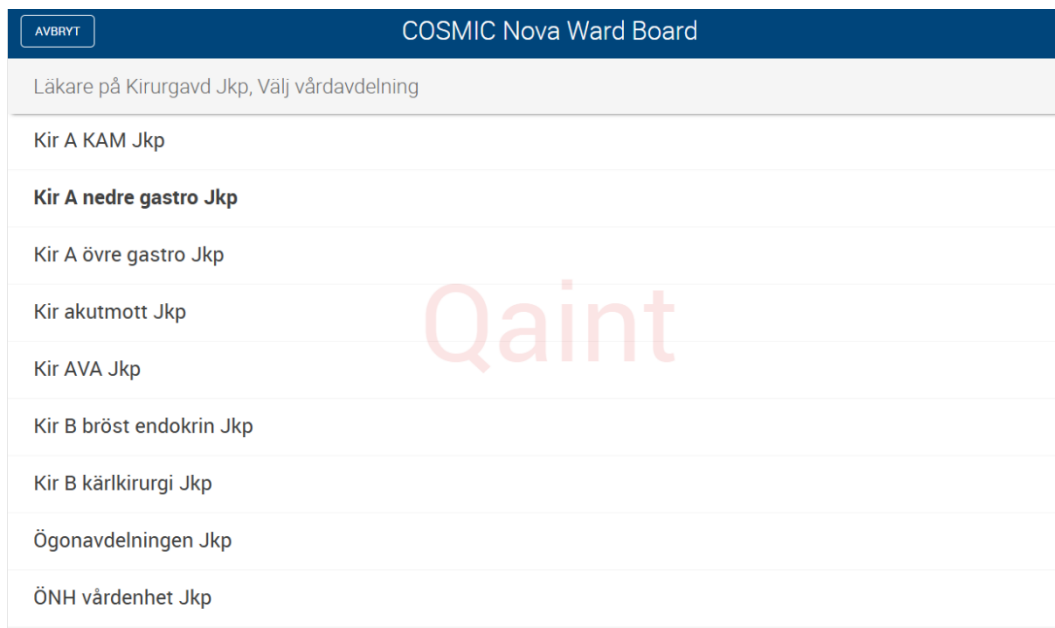 AVBRYT
COSMIC Nova Ward Board
Läkare på Kirurgavd Jkp, Välj vårdavdelning
Kir A KAM Jkp
Kir A nedre gastro Jkp
Kir A övre gastro Jkp
Kir akutmott Jkp
Qaint
Kir AVA Jkp
Kir B bröst endokrin Jkp
Kir B kärlkirurgi Jkp
Ögonavdelningen Jkp
ÖNH vårdenhet Jkp